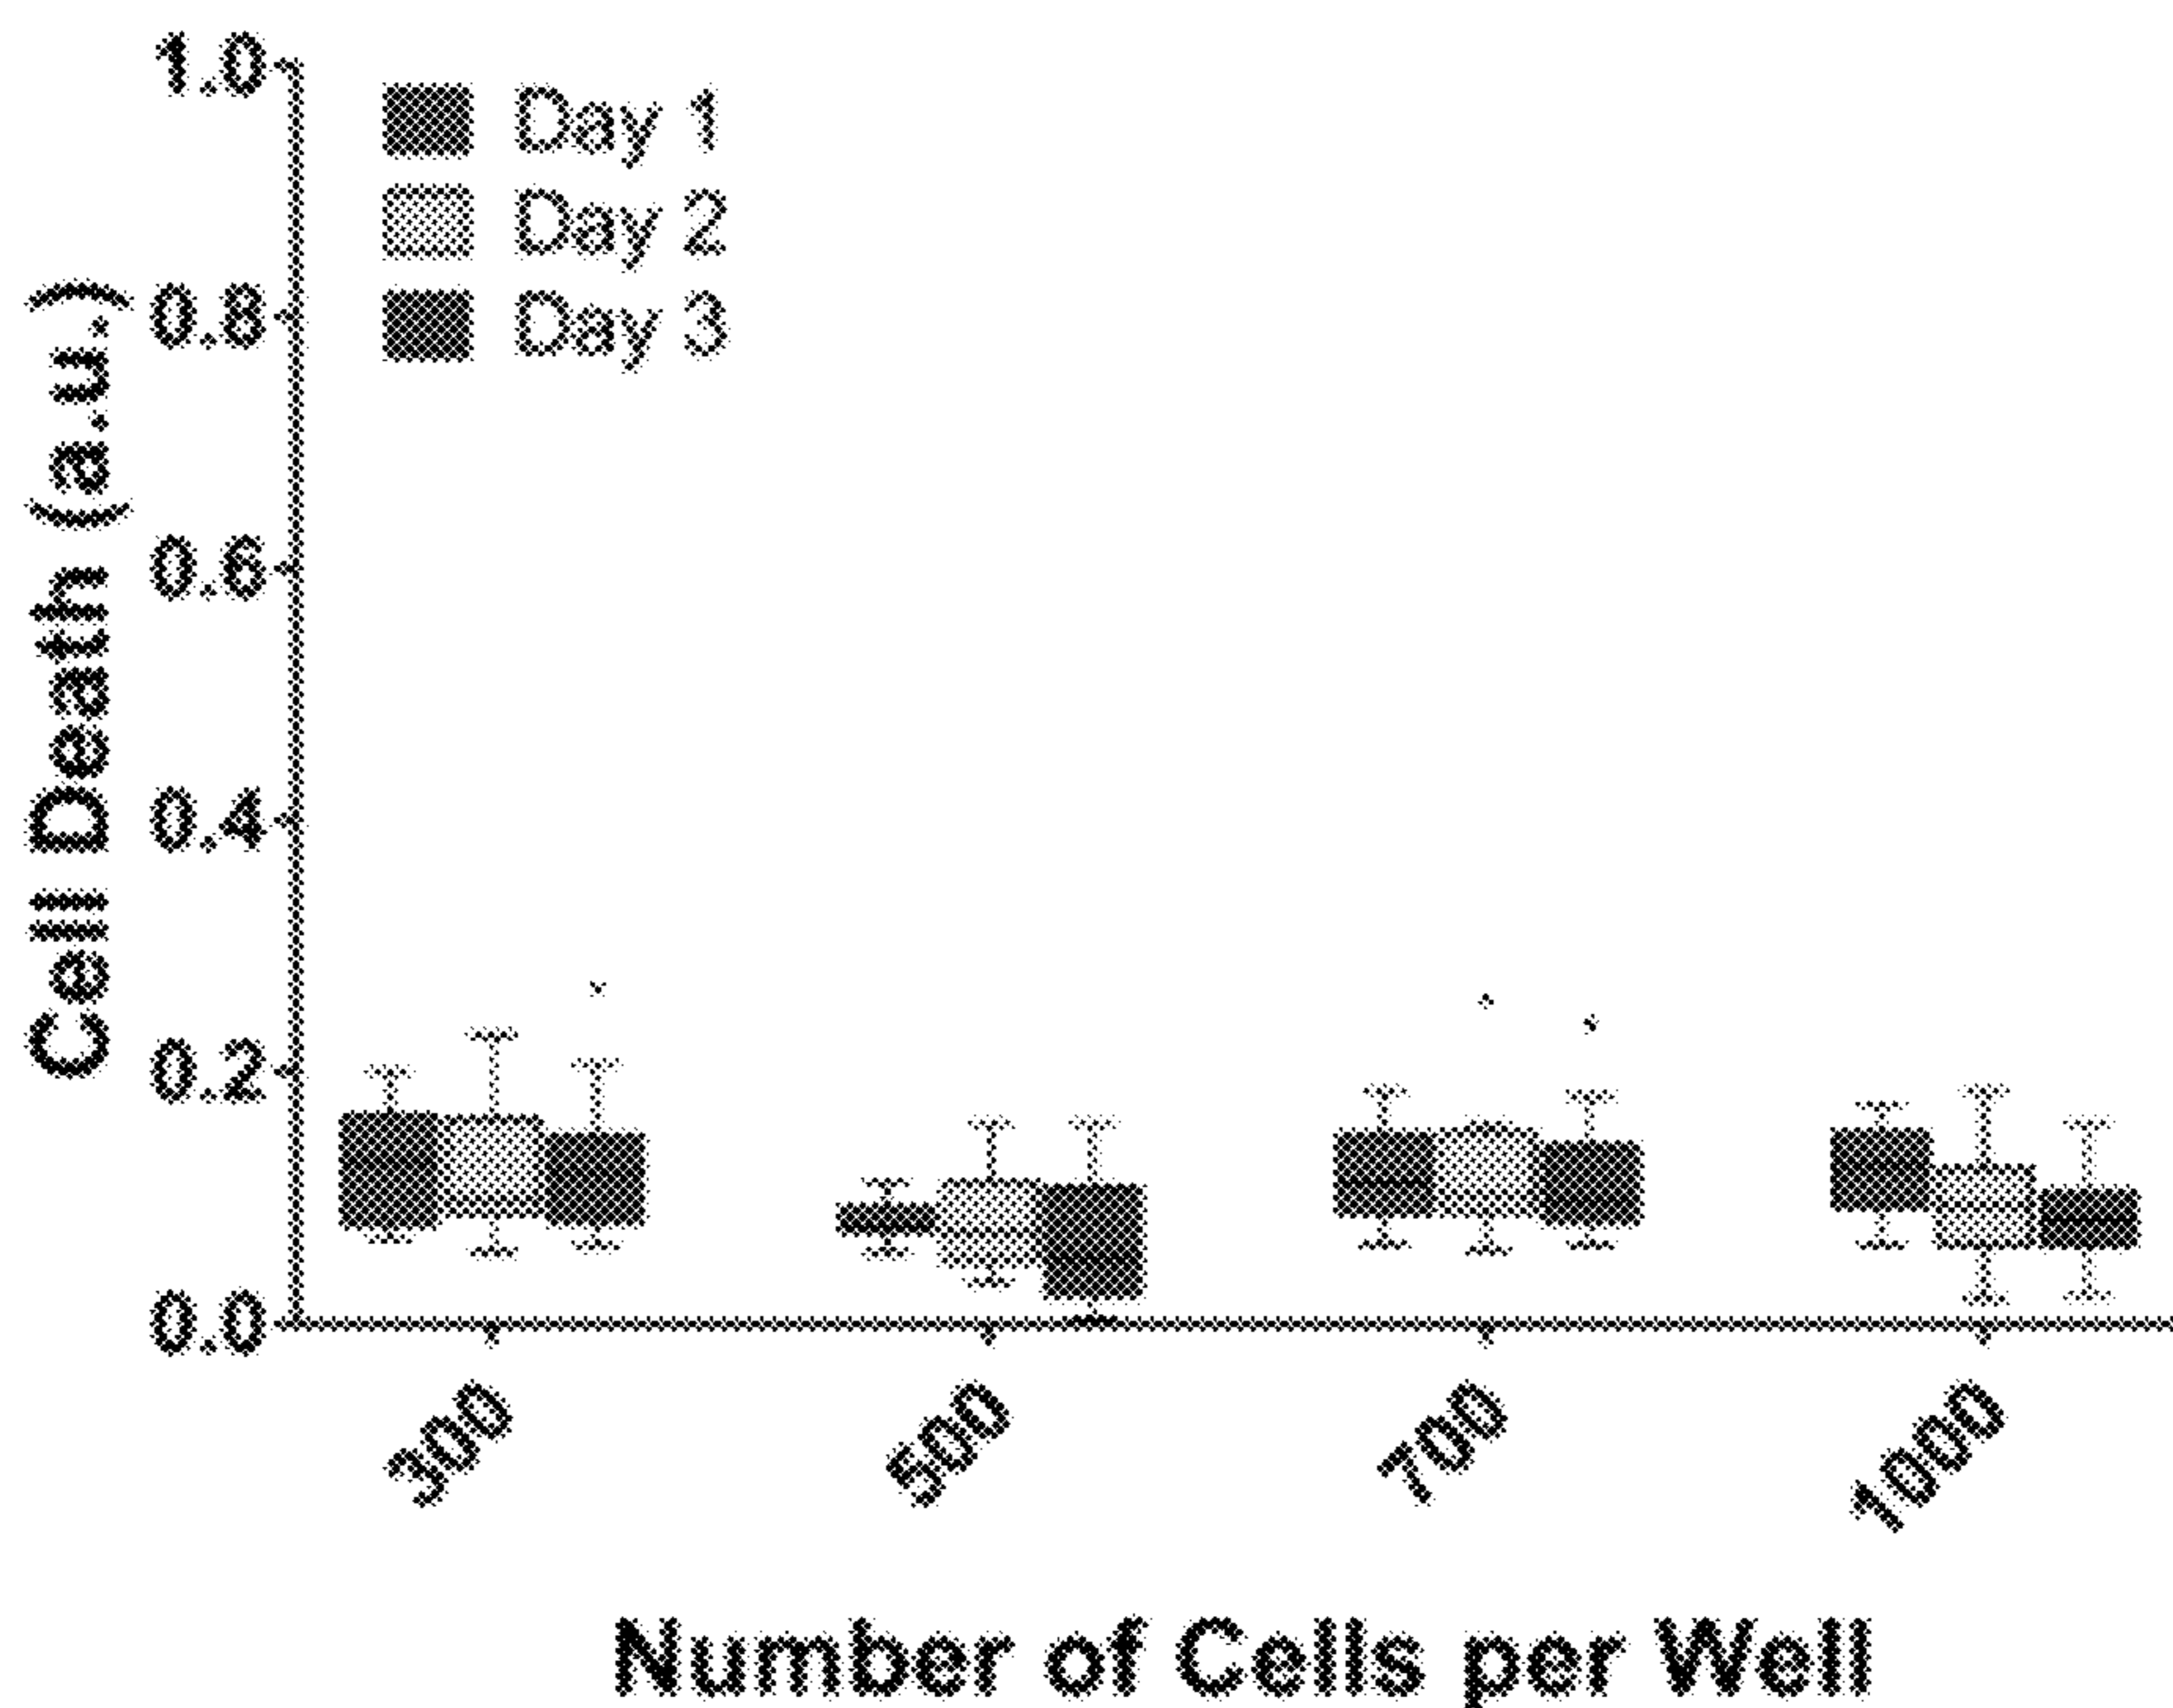 Cell Death (a.u.)
1.0
0.8
0.6
0.4
0.2
0.0
Day 1
Day 2
Day 3
300
500
700
1000
Number of Cells per Well